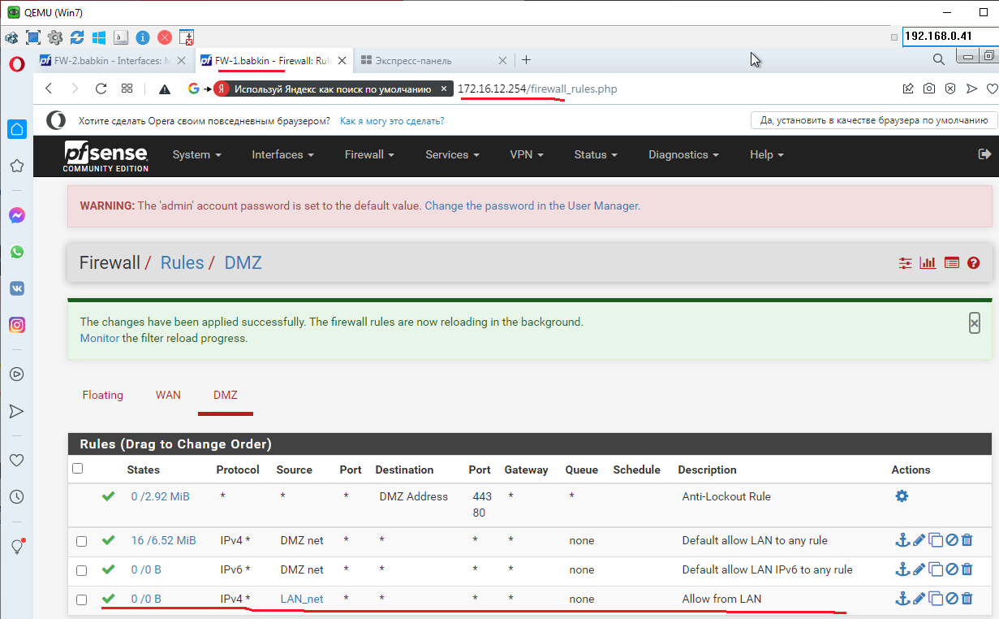 QEMU (Win7)
192.168.0.41
FW-2.babkin - Interfaces: M
FW-1.babkin - Firewall: Rule
Экспресс-панель
Используй Яндекс как поиск по умолчанию
172.16.12.254/firewall_rules.php
Хотите сделать Opera своим повседневным браузером? Как я могу это сделать?
Да, установить в качестве браузера по умолчанию
pfsense
COMMUNITY EDITION
System Interfaces Firewall Services VPN Status Diagnostics Help
WARNING: The 'admin' account password is set to the default value. Change the password in the User Manager.
Firewall / Rules / DMZ
The changes have been applied successfully. The firewall rules are now reloading in the background.
Monitor the filter reload progress.
Floating WAN DMZ
Rules (Drag to Change Order)
States Protocol Source Port Destination Port Gateway Queue Schedule Description Actions
0 /2.92 MiB * * * DMZ Address 443 * * Anti-Lockout Rule
80
16 /6.52 MiB IPv4 * DMZ net * * * * none Default allow LAN to any rule
0 /0 B IPv6 * DMZ net * * * * none Default allow LAN IPv6 to any rule
0 /0 B IPv4 * LAN_net * * * * none Allow from LAN